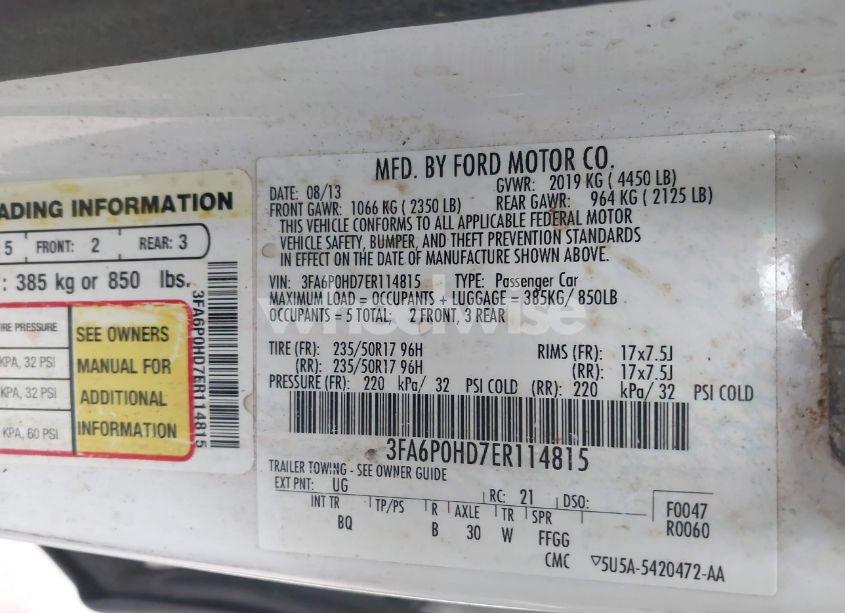 ADING INFORMATION
5 FRONT: 2 REAR: 3
: 385 kg or 850 lbs.
IRE PRESSURE
KPA, 32 PSI
KPA, 32 PSI
KPA, 60 PSI
SEE OWNERS
MANUAL FOR
ADDITIONAL
INFORMATION
3FA6P0HD7ER114815
MFD. BY FORD MOTOR CO.
DATE: 08/13 GVWR: 2019 KG ( 4450 LB)
FRONT GAWR: 1066 KG ( 2350 LB) REAR GAWR: 964 KG ( 2125 LB)
THIS VEHICLE CONFORMS TO ALL APPLICABLE FEDERAL MOTOR
VEHICLE SAFETY, BUMPER, AND THEFT PREVENTION STANDARDS
IN EFFECT ON THE DATE OF MANUFACTURE SHOWN ABOVE.
VIN: 3FA6P0HD7ER114815 TYPE: Passenger Car
MAXIMUM LOAD = OCCUPANTS + LUGGAGE = 385KG/ 850LB
OCCUPANTS = 5 TOTAL: 2 FRONT, 3 REAR
wheelwise
TIRE (FR): 235/50R17 96H RIMS (FR): 17x7.5J
(RR): 235/50R17 96H (RR): 17x7.5J
PRESSURE (FR): 220 kPa/ 32 PSI COLD (RR): 220 kPa/ 32 PSI COLD
3FA6P0HD7ER114815
TRAILER TOWING - SEE OWNER GUIDE
EXT PNT: UG RC: 21 DSO: F0047
INT TR TP/PS R AXLE TR SPR R0060
BQ B 30 W FFGG
CMC ▽5U5A-5420472-AA